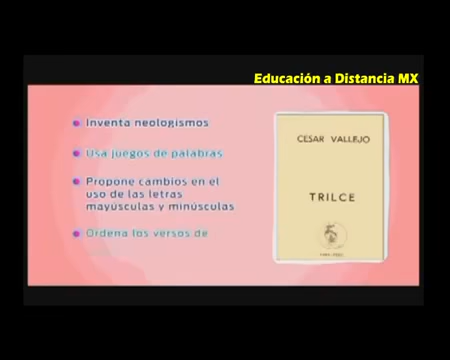 Educación a Distancia MX
Inventa neologismos
Usa juegos de palabras
Propone cambios en el
uso de las letras
mayúsculas y minúsculas
Ordena los versos de
CESAR VALLEJO
TRILCE